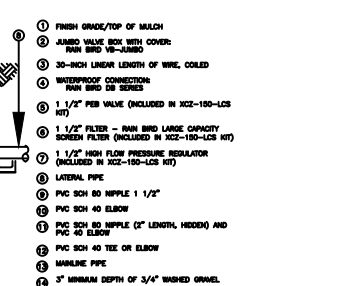 ① FINISH GRADE/TOP OF MULCH
② JUMBO VALVE BOX WITH COVER:
RAIN BIRD VB-JUMBO
③ 30-INCH LINEAR LENGTH OF WIRE, COILED
④ WATERPROOF CONNECTION:
RAIN BIRD DB SERIES
⑤ 1 1/2" PEB VALVE (INCLUDED IN XCZ-150-LCS
KIT)
⑥ 1 1/2" FILTER - RAIN BIRD LARGE CAPACITY
SCREEN FILTER (INCLUDED IN XCZ-150-LCS KIT)
⑦ 1 1/2" HIGH FLOW PRESSURE REGULATOR
(INCLUDED IN XCZ-150-LCS KIT)
⑧ LATERAL PIPE
⑨ PVC SCH 80 NIPPLE 1 1/2"
⑩ PVC SCH 40 ELBOW
⑪ PVC SCH 80 NIPPLE (2" LENGTH, HIDDEN) AND
PVC 40 ELBOW
⑫ PVC SCH 40 TEE OR ELBOW
⑬ MAINLINE PIPE
⑭ 3" MINIMUM DEPTH OF 3/4" WASHED GRAVEL
⑧